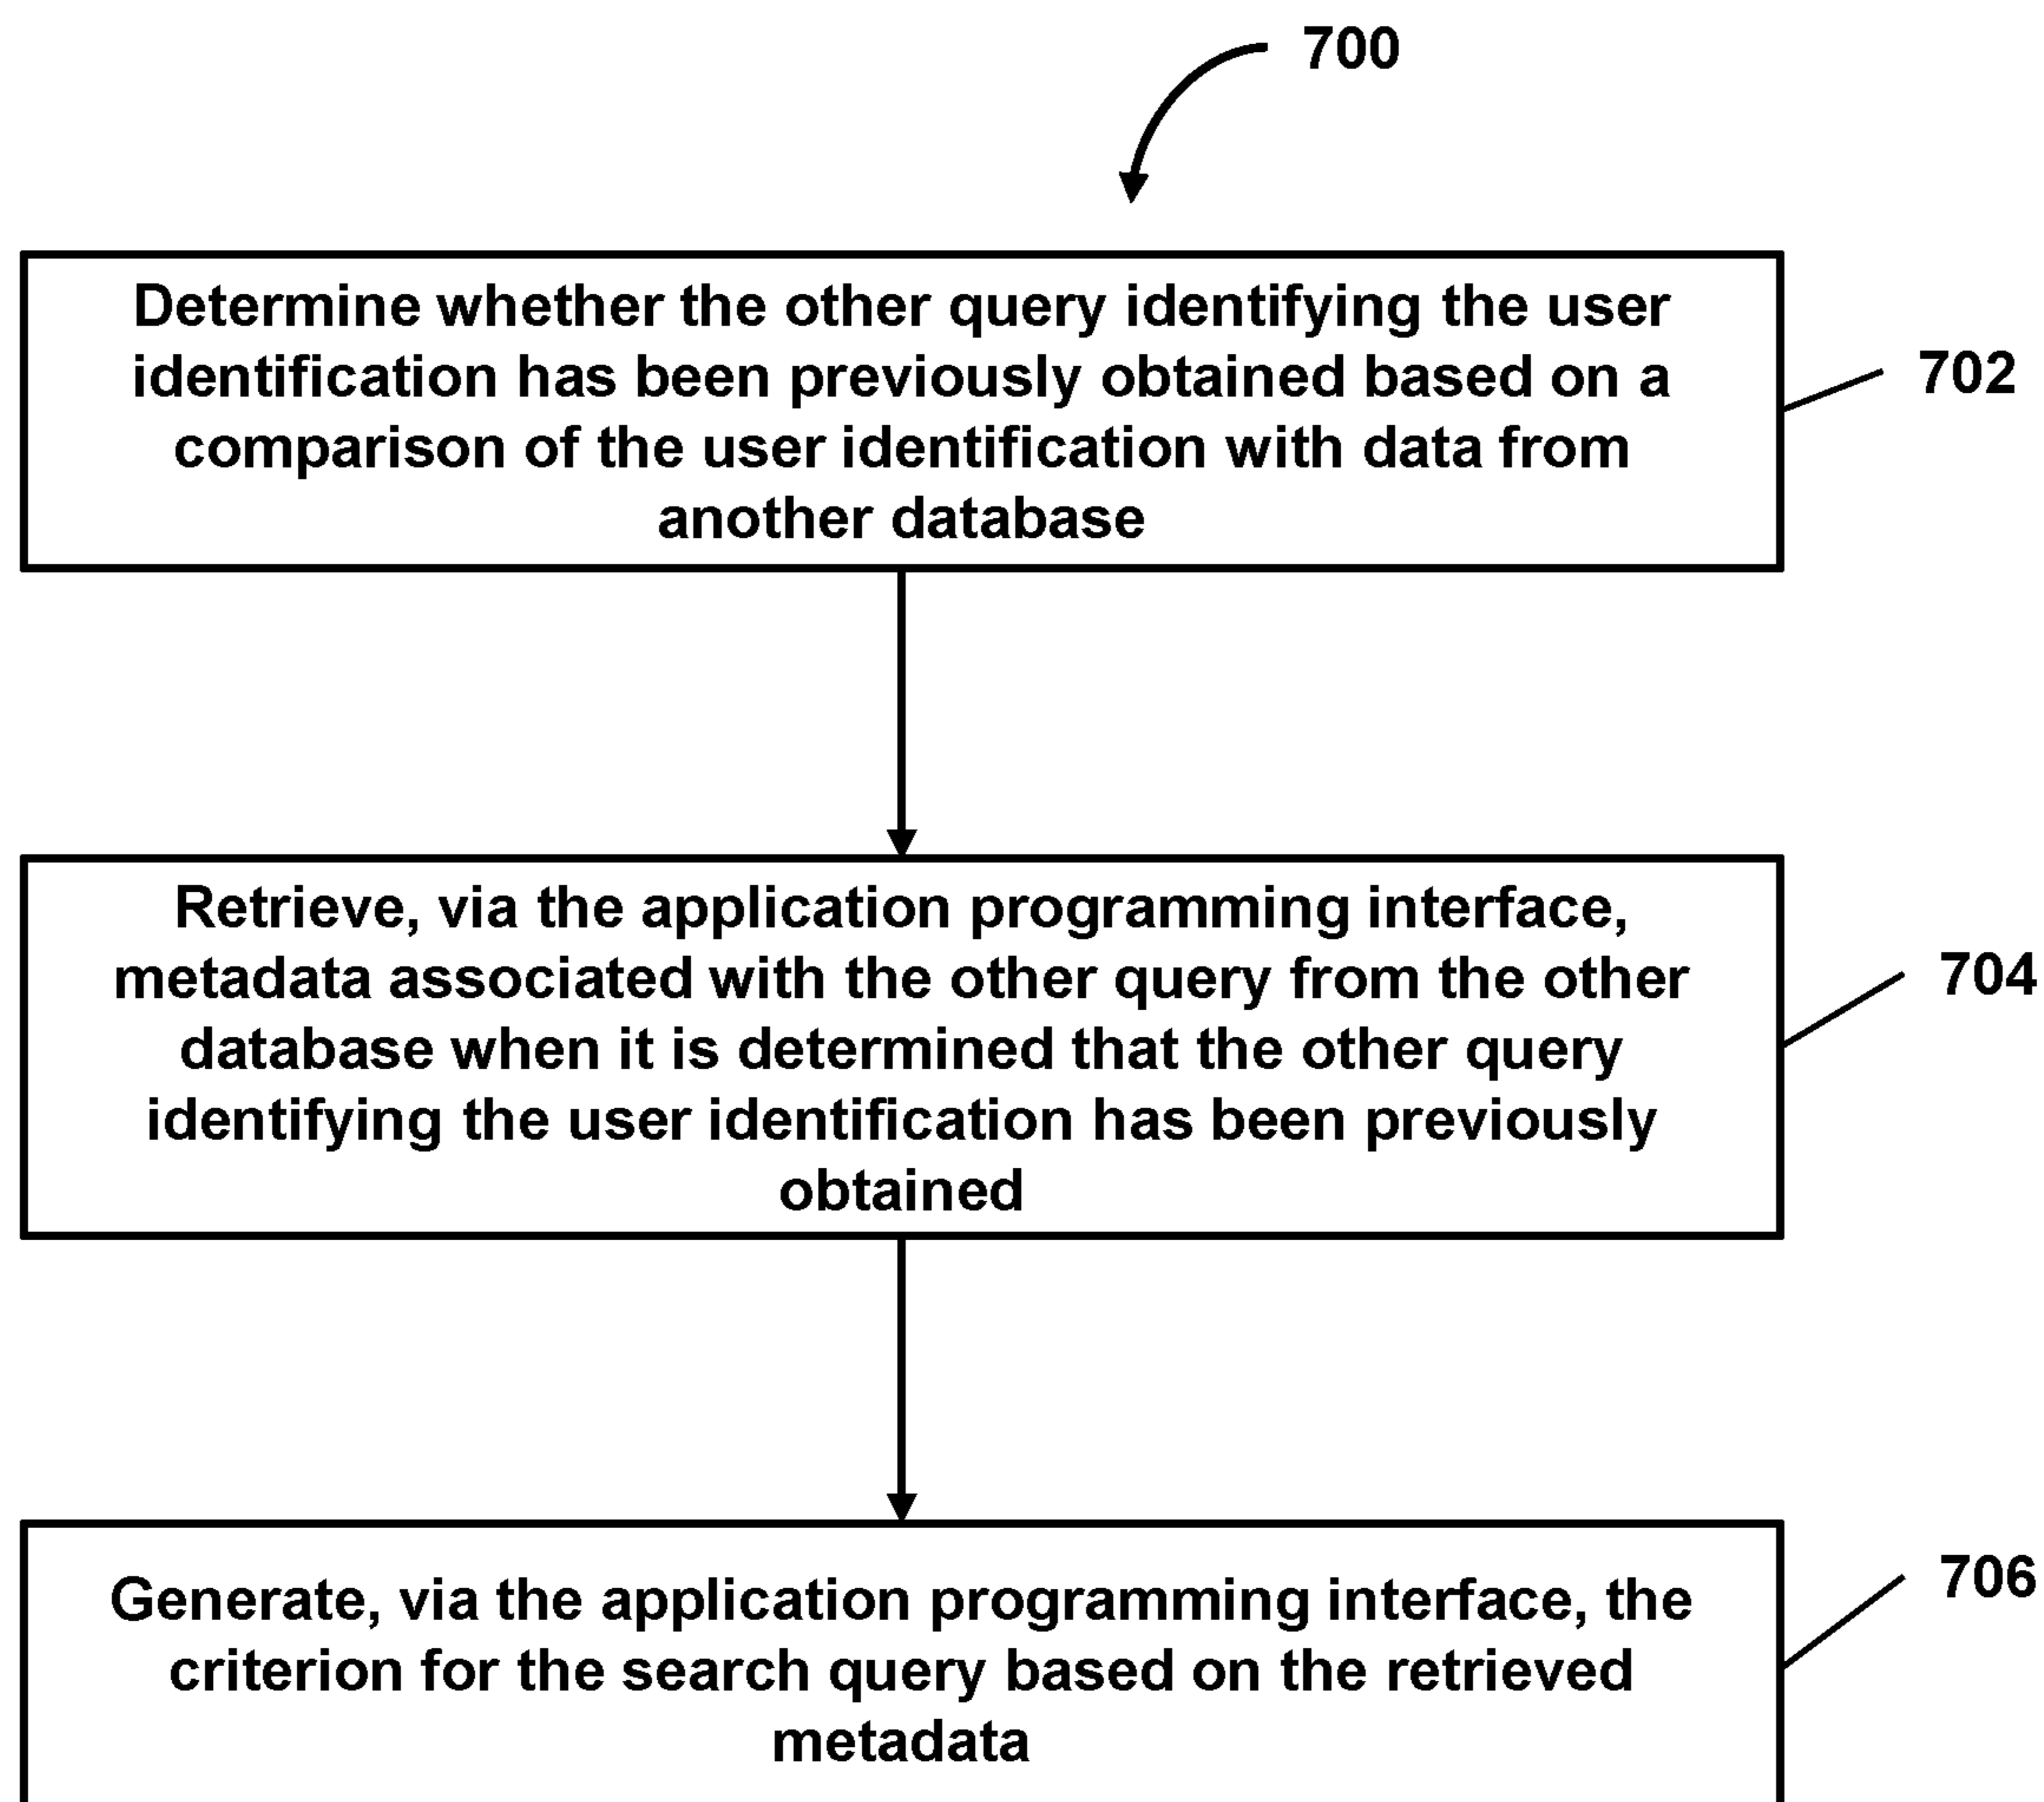 700
Determine whether the other query identifying the user
identification has been previously obtained based on a
comparison of the user identification with data from
another database
702
Retrieve, via the application programming interface,
metadata associated with the other query from the other
database when it is determined that the other query
identifying the user identification has been previously
obtained
704
Generate, via the application programming interface, the
criterion for the search query based on the retrieved
metadata
706